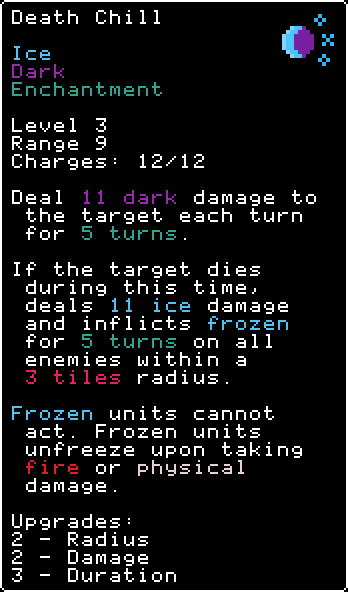 Death Chill
Ice
Dark
Enchantment
Level 3
Range 9
Charges: 12/12
Deal 11 dark damage to
the target each turn
for 5 turns.
If the target dies
during this time,
deals 11 ice damage
and inflicts frozen
for 5 turns on all
enemies within a
3 tiles radius.
Frozen units cannot
act. Frozen units
unfreeze upon taking
fire or physical
damage.
Upgrades:
2 - Radius
2 - Damage
3 - Duration